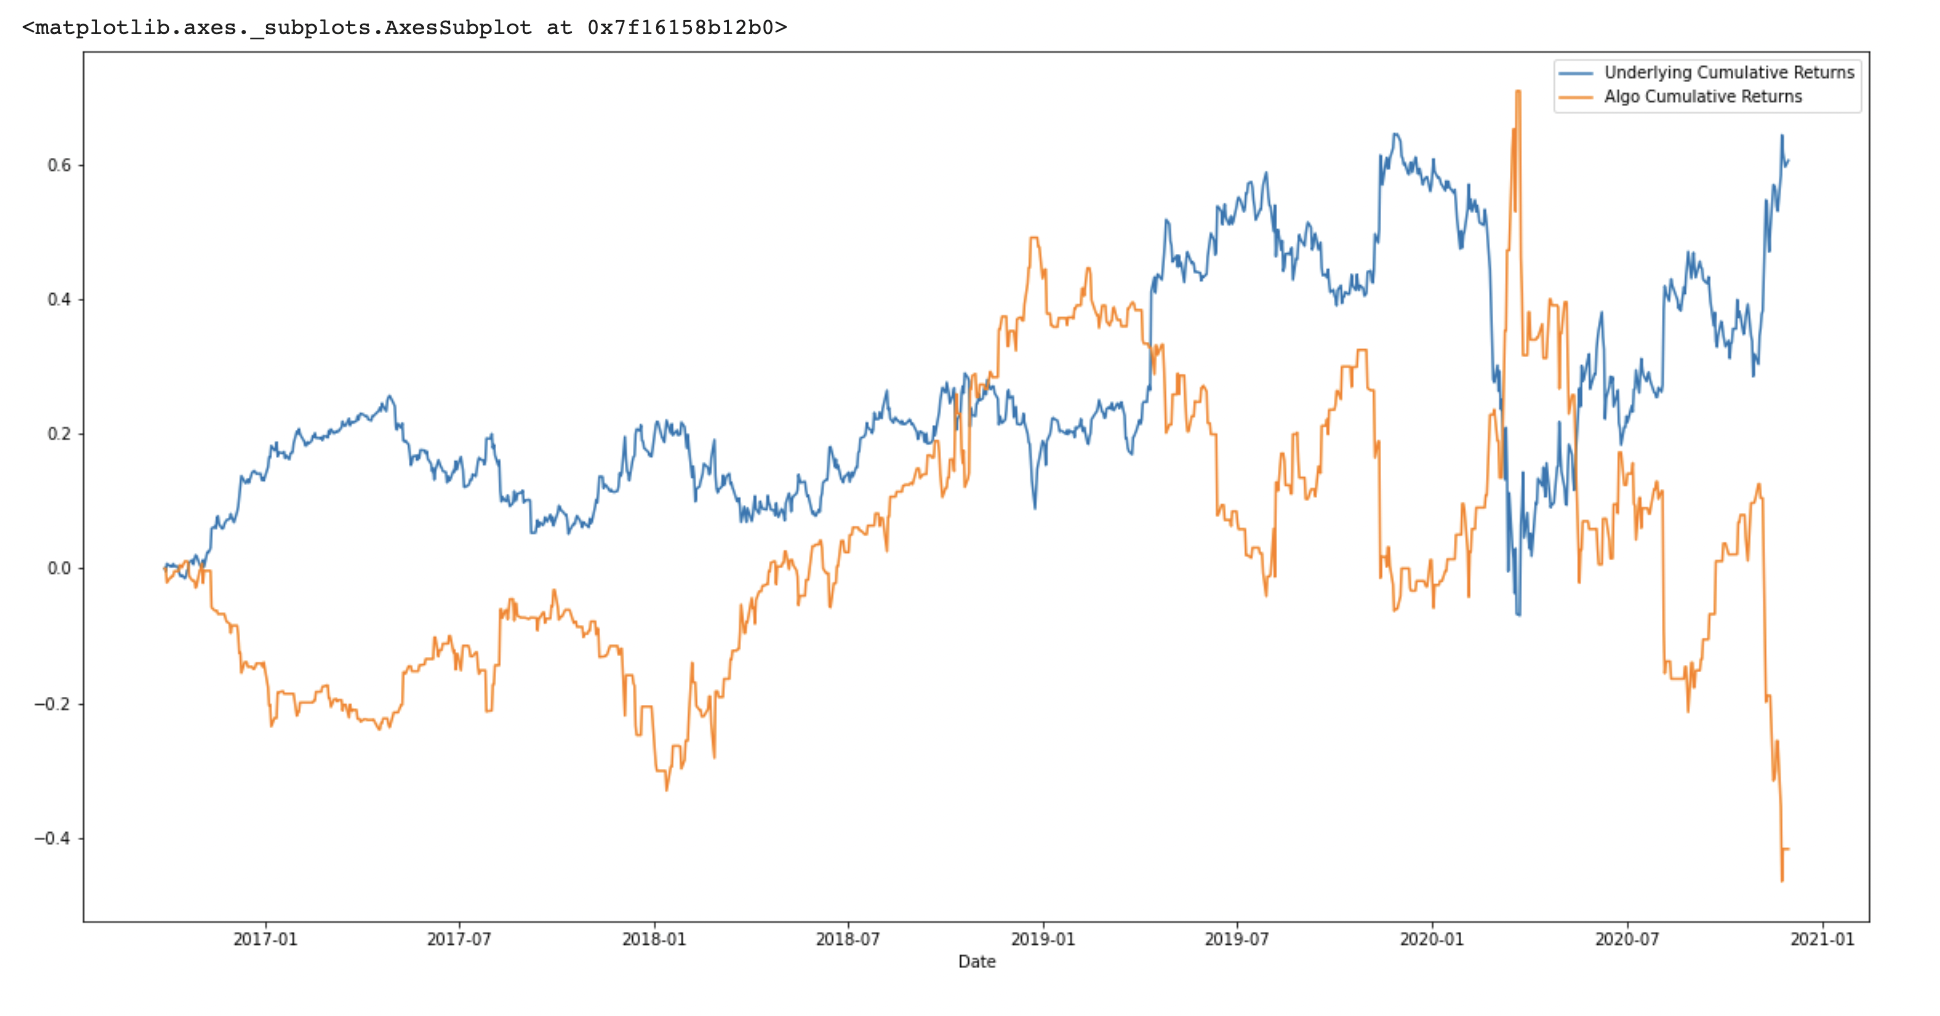 <matplotlib.axes._subplots.AxesSubplot at 0x7f16158b12b0>
Underlying Cumulative Returns
Algo Cumulative Returns
0.6
0.4
0.2
0.0
−0.2
−0.4
2017-01 2017-07 2018-01 2018-07 2019-01 2019-07 2020-01 2020-07 2021-01
Date